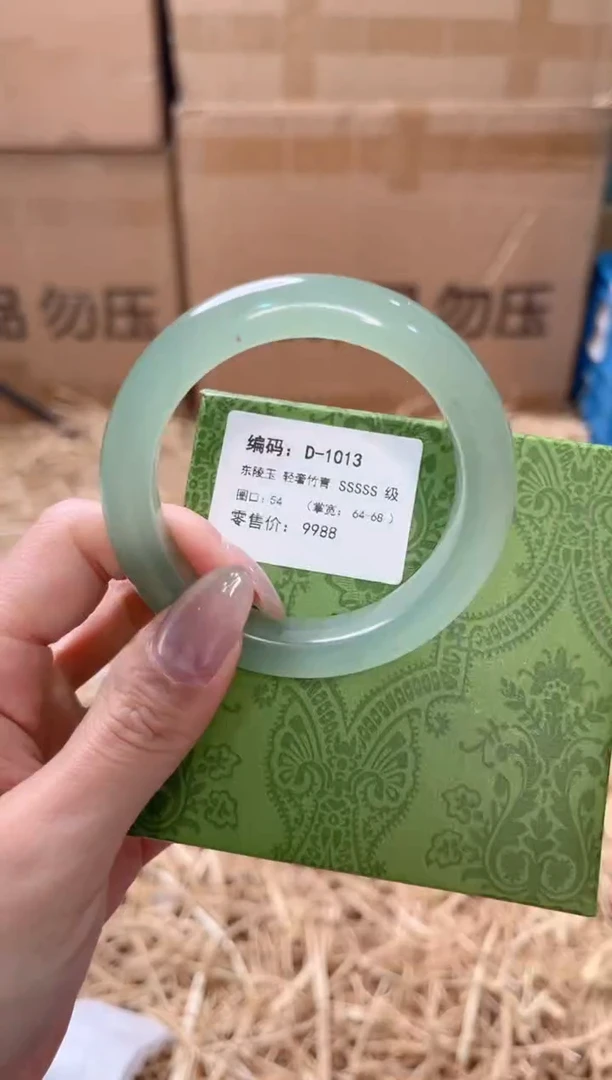 品 勿压
品 勿压
编码：D-1013
东陵玉 轻奢竹青 SSSSS 级
圈口：54 （掌宽：64-68）
零售价：9988